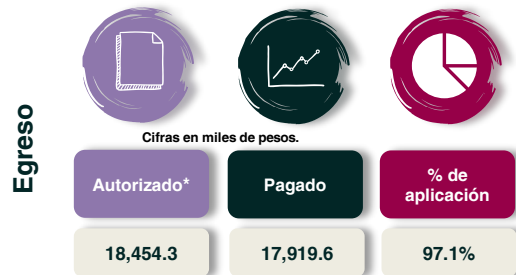 Egreso
Cifras en miles de pesos.
Autorizado*
Pagado
% de
aplicación
18,454.3
17,919.6
97.1%